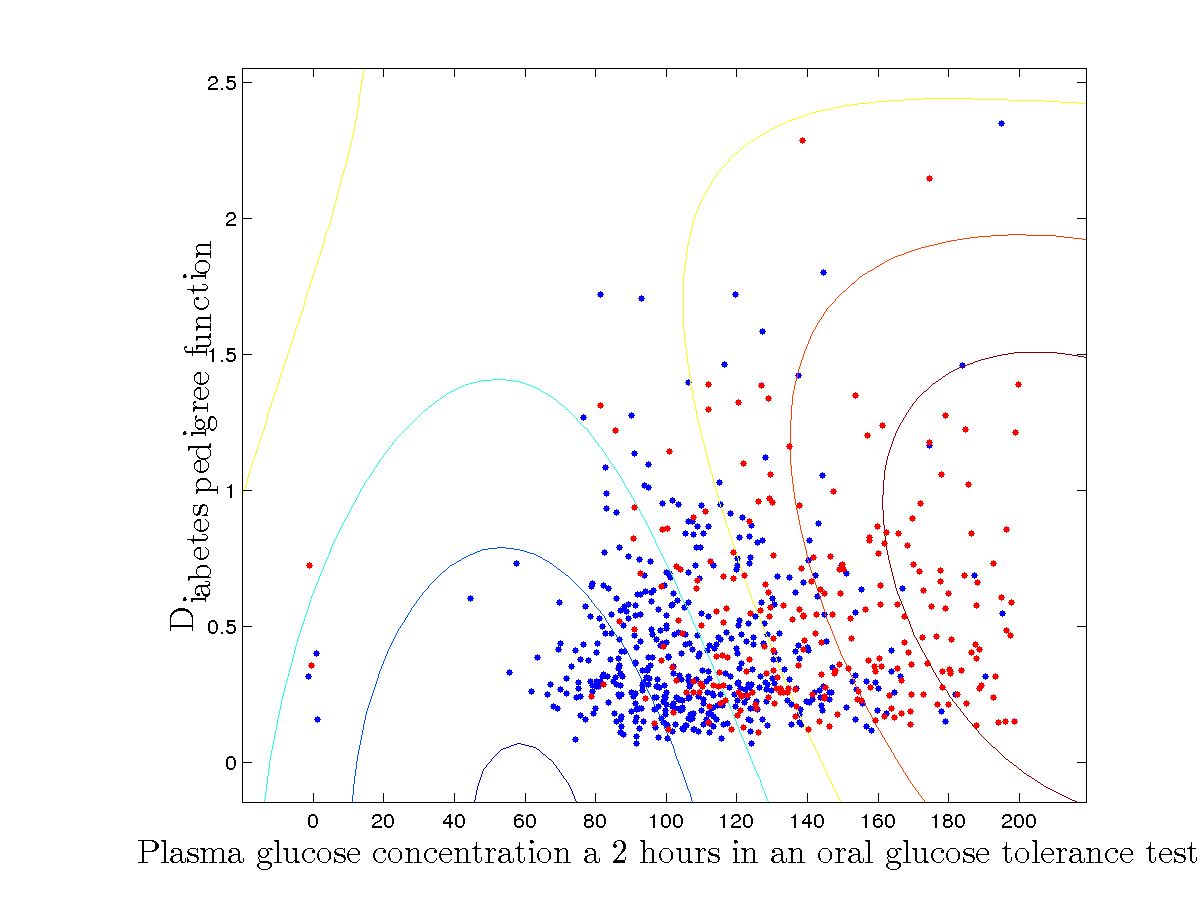 2.5
2
1.5
1
0.5
0
Diabetes pedigree function
0 20 40 60 80 100 120 140 160 180 200
Plasma glucose concentration a 2 hours in an oral glucose tolerance test